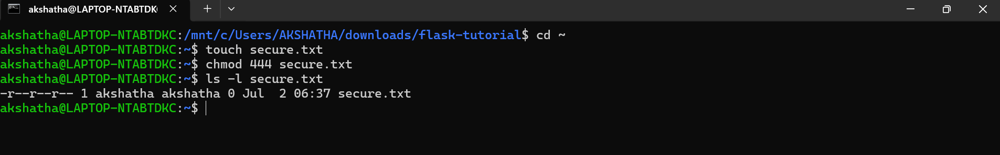 akshatha@LAPTOP-NTABTDK
akshatha@LAPTOP-NTABTDKC:/mnt/c/Users/AKSHATHA/downloads/flask-tutorial$ cd ~
akshatha@LAPTOP-NTABTDKC:~$ touch secure.txt
akshatha@LAPTOP-NTABTDKC:~$ chmod 444 secure.txt
akshatha@LAPTOP-NTABTDKC:~$ ls -l secure.txt
-r--r--r-- 1 akshatha akshatha 0 Jul  2 06:37 secure.txt
akshatha@LAPTOP-NTABTDKC:~$